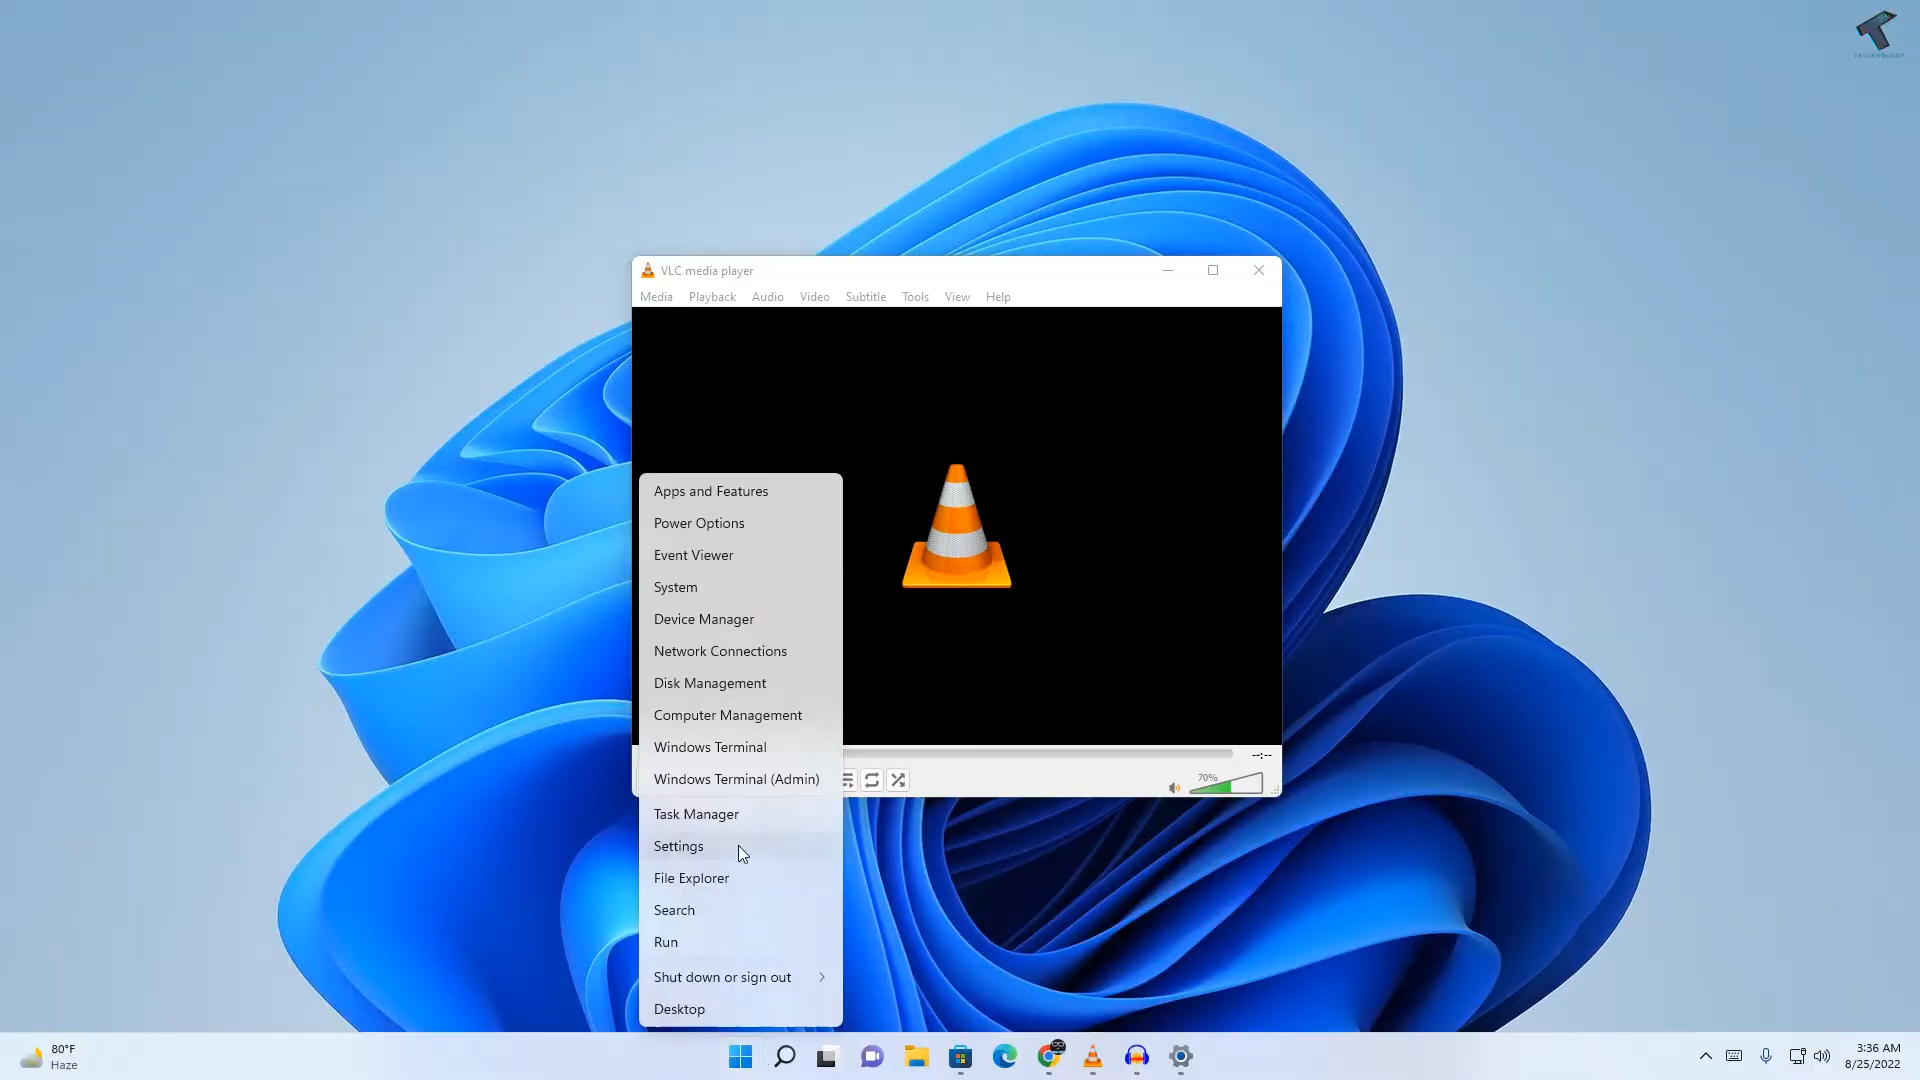 TRICKNOLOGY
VLC media player
Media Playback Audio Video Subtitle Tools View Help
Apps and Features
Power Options
Event Viewer
System
Device Manager
Network Connections
Disk Management
Computer Management
Windows Terminal
--:--
Windows Terminal (Admin)
70%
Task Manager
Settings
File Explorer
Search
Run
Shut down or sign out
Desktop
80°F
Haze
3:36 AM
8/25/2022